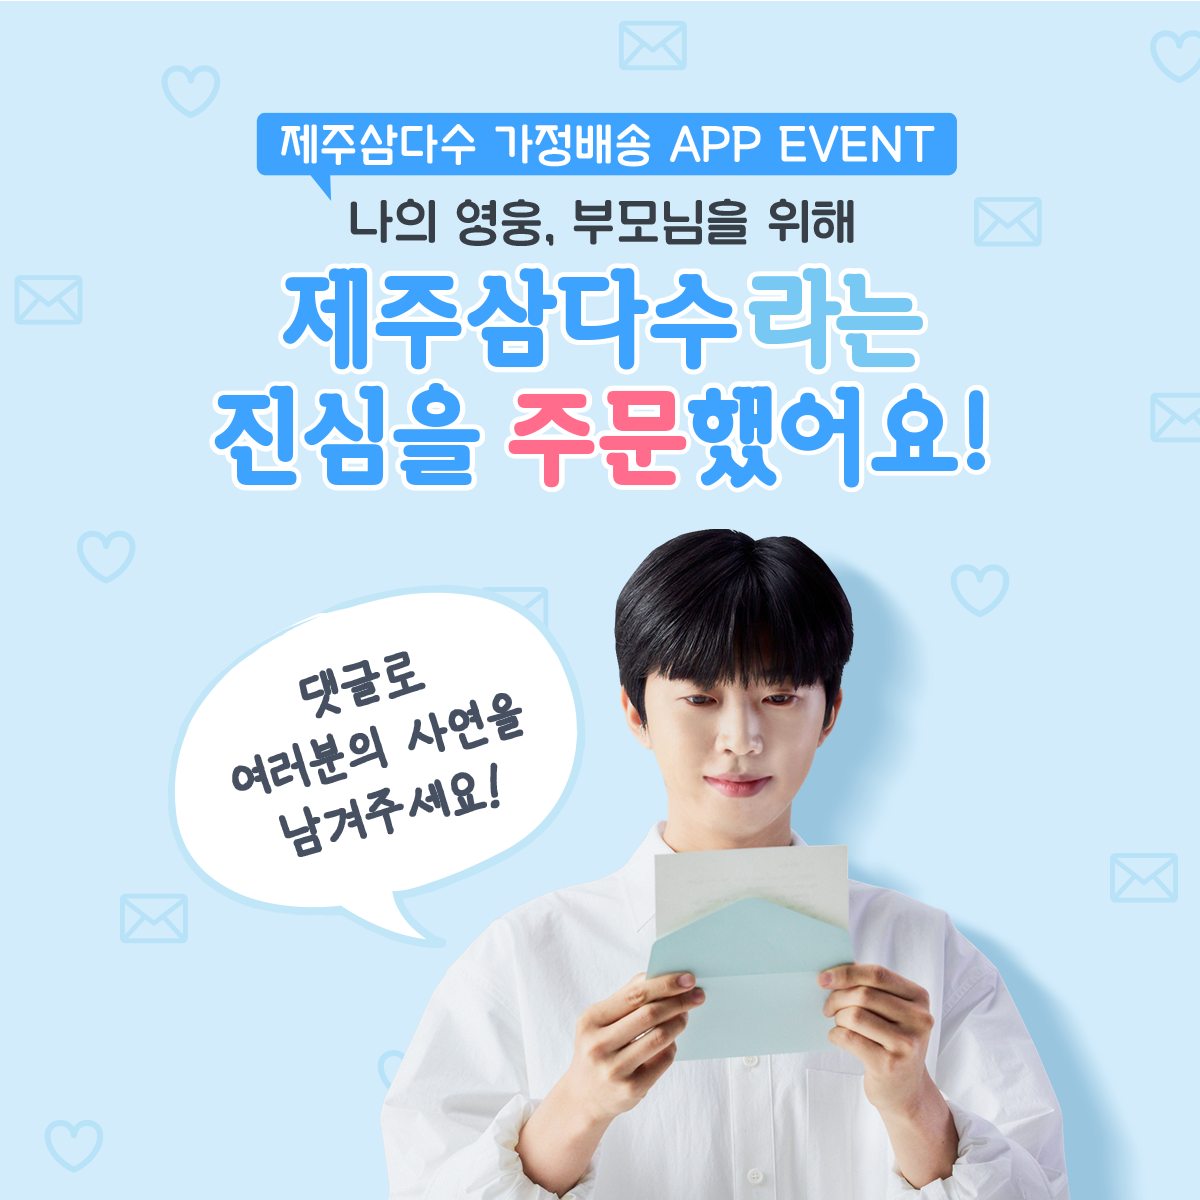 제주삼다수 가정배송 APP EVENT
나의 영웅, 부모님을 위해
제주삼다수라는
진심을 주문했어요!
댓글로
여러분의 사연을
남겨주세요!